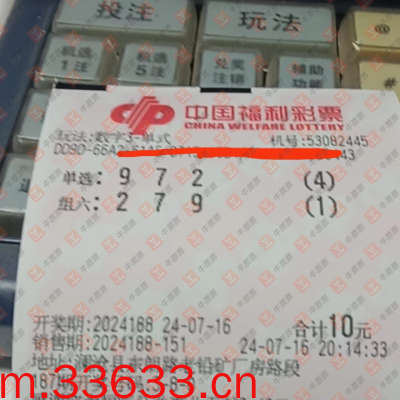 投注
玩法
机选
1注
机选
5注
兑奖
注销
辅助
功能
@
中国福利彩票
CHINA WELFARE LOTTERY
玩法:数字3-单式
机号:53082445
43
单选: 9 7 2 (4)
组六: 2 7 9 (1)
开奖期:2024188 24-07-16
合计10元
销售期:2024188-151
24-07-16 20:14:33
m.33633.cn